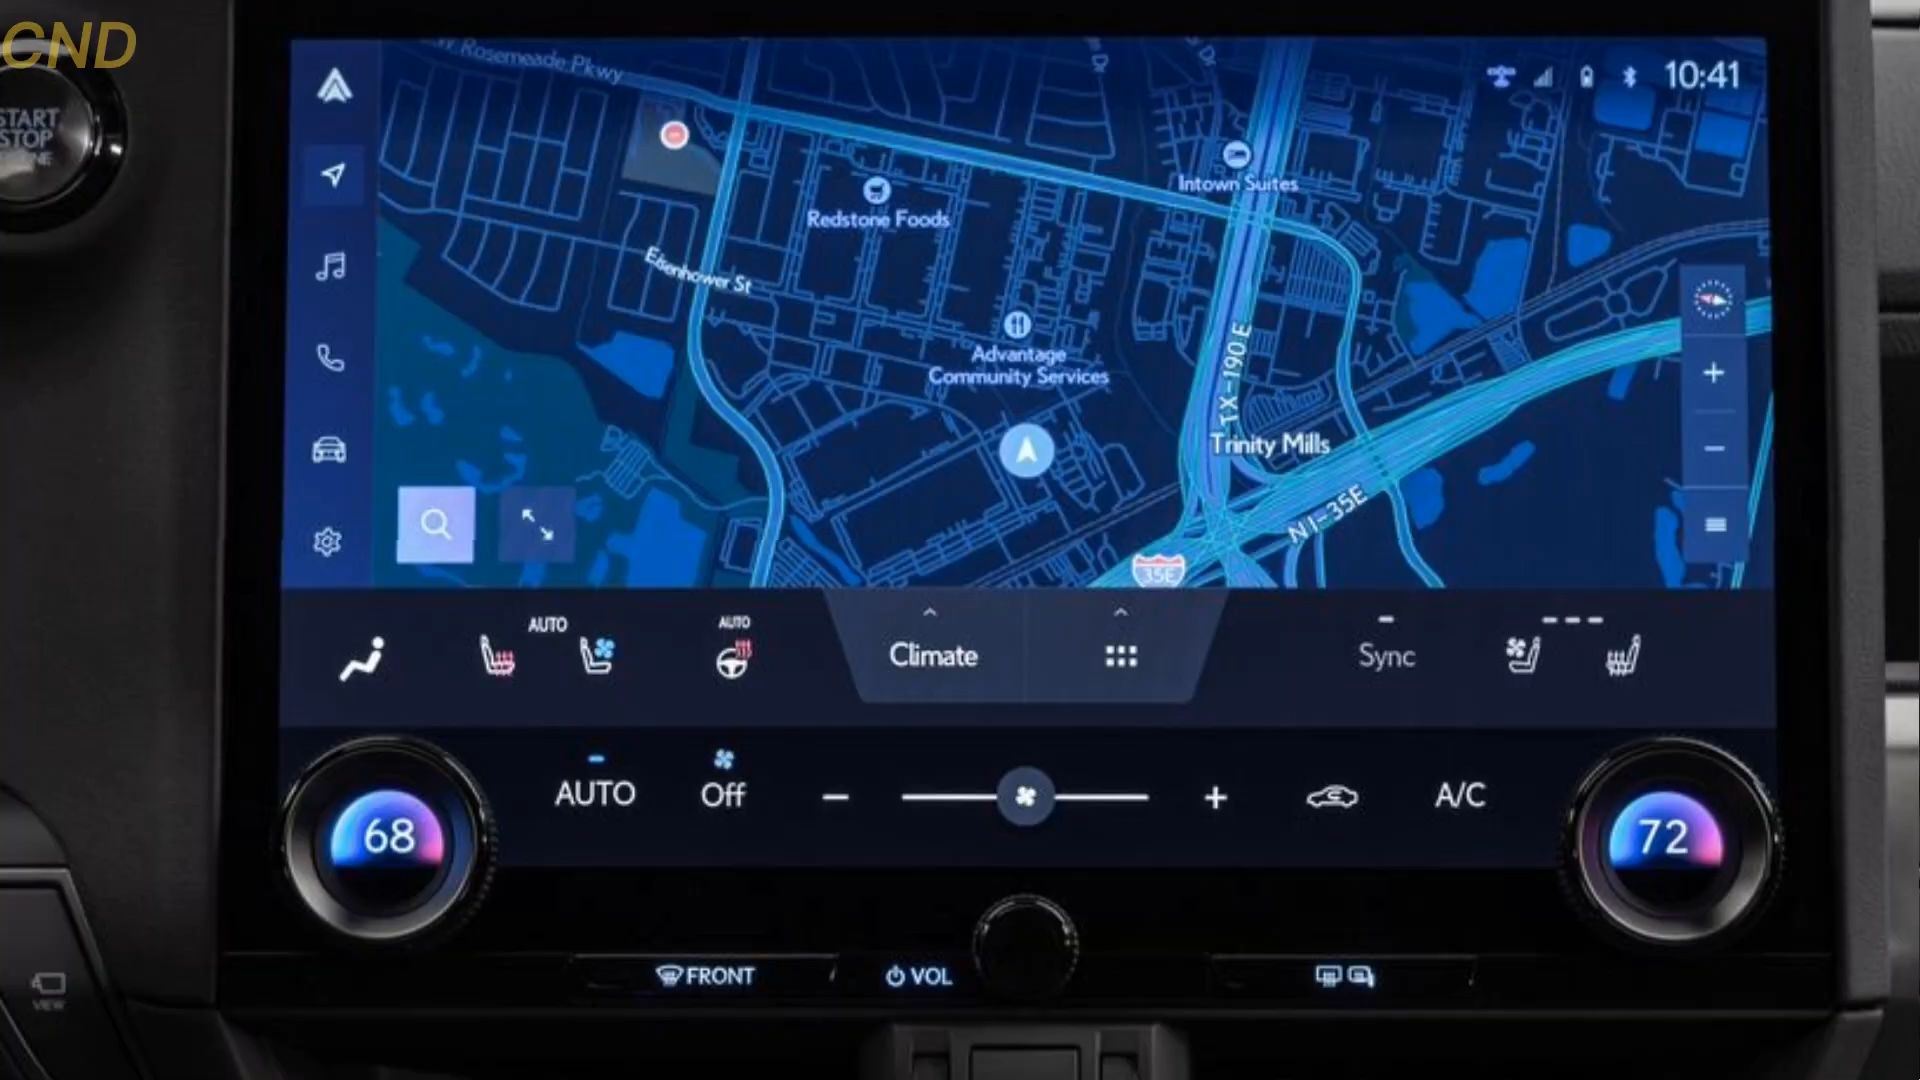 CND
START
STOP
W Rosemeade Pkwy
10:41
Intown Suites
Redstone Foods
Eisenhower St
Advantage
Community Services
TX-190 E
Trinity Mills
N I-35E
35E
AUTO
AUTO
Climate
Sync
AUTO
Off
A/C
68
72
FRONT
VOL
VIEW